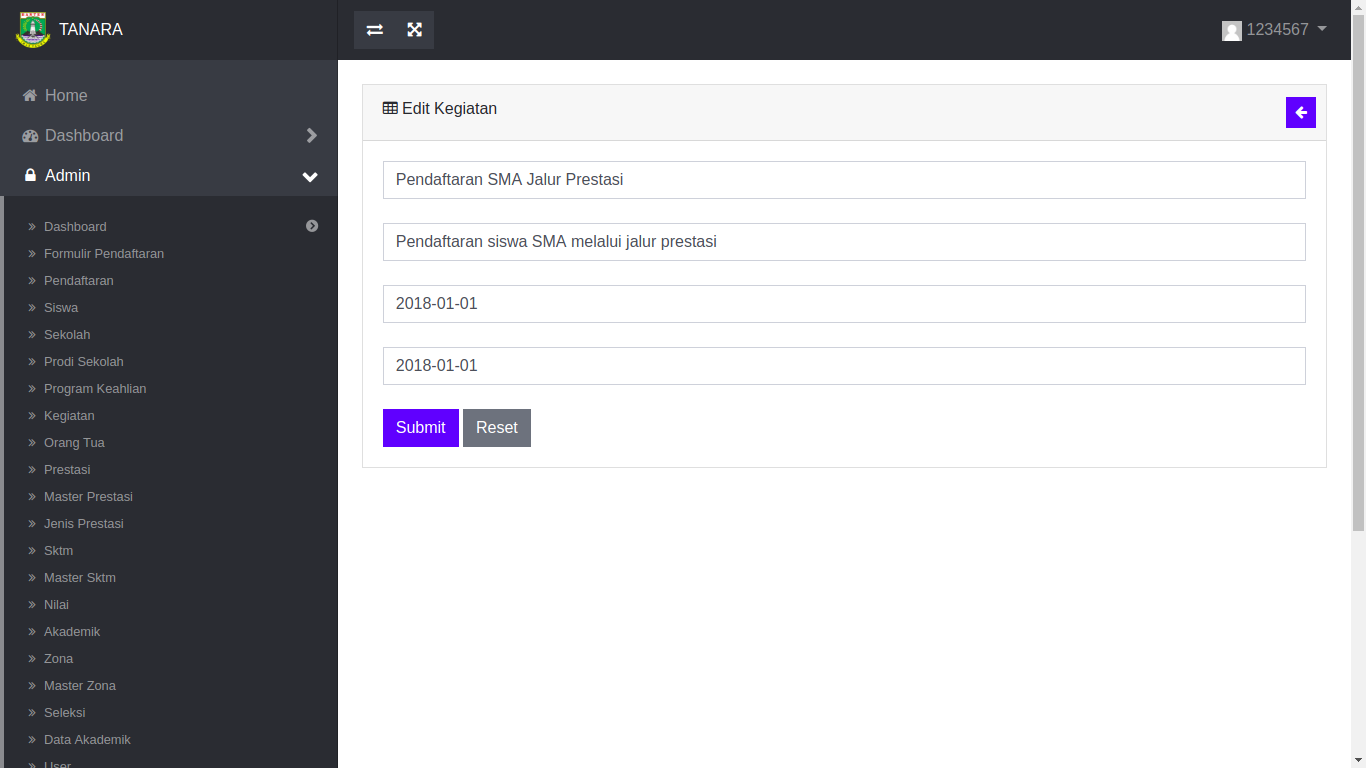 TANARA
1234567
Home
Dashboard
Admin
Dashboard
Formulir Pendaftaran
Pendaftaran
Siswa
Sekolah
Prodi Sekolah
Program Keahlian
Kegiatan
Orang Tua
Prestasi
Master Prestasi
Jenis Prestasi
Sktm
Master Sktm
Nilai
Akademik
Zona
Master Zona
Seleksi
Data Akademik
User
Edit Kegiatan
Pendaftaran SMA Jalur Prestasi
Pendaftaran siswa SMA melalui jalur prestasi
2018-01-01
2018-01-01
Submit Reset